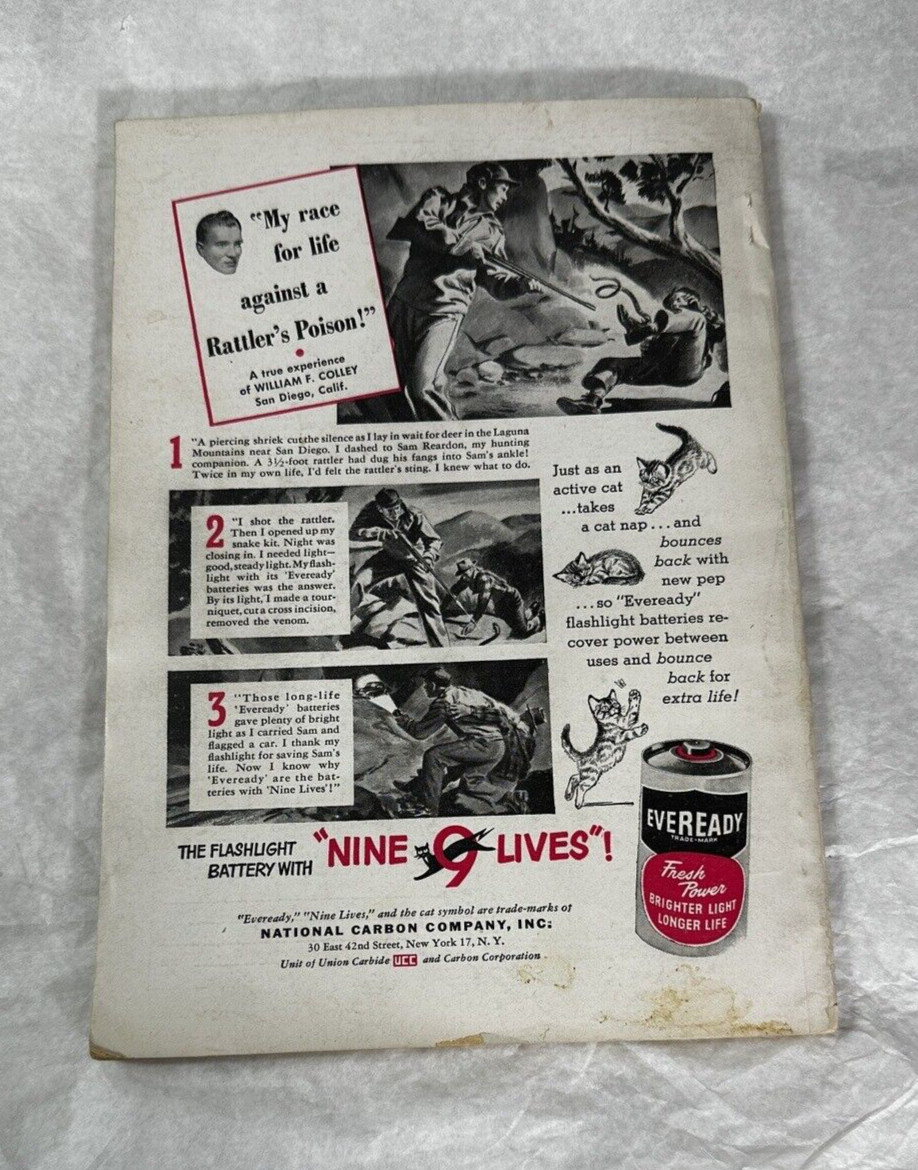 "My race
for life
against a
Rattler's Poison!"
A true experience
of WILLIAM F. COLLEY
San Diego, Calif.
1 "A piercing shriek cut the silence as I lay in wait for deer in the Laguna
Mountains near San Diego. I dashed to Sam Reardon, my hunting
companion. A 3½-foot rattler had dug his fangs into Sam's ankle!
Twice in my own life, I'd felt the rattler's sting. I knew what to do.
2 "I shot the rattler.
Then I opened up my
snake kit. Night was
closing in. I needed light—
good, steady light. My flash-
light with its 'Eveready'
batteries was the answer.
By its light, I made a tour-
niquet, cut a cross incision,
removed the venom.
3 "Those long-life
'Eveready' batteries
gave plenty of bright
light as I carried Sam and
flagged a car. I thank my
flashlight for saving Sam's
life. Now I know why
'Eveready' are the bat-
teries with 'Nine Lives'!"
Just as an
active cat
...takes
a cat nap...and
bounces
back with
new pep
...so "Eveready"
flashlight batteries re-
cover power between
uses and bounce
back for
extra life!
EVEREADY
TRADE-MARK
Fresh
Power
BRIGHTER LIGHT
LONGER LIFE
THE FLASHLIGHT
BATTERY WITH
"NINE 9 LIVES"!
"Eveready," "Nine Lives," and the cat symbol are trade-marks of
NATIONAL CARBON COMPANY, INC.
30 East 42nd Street, New York 17, N. Y.
Unit of Union Carbide UCC and Carbon Corporation